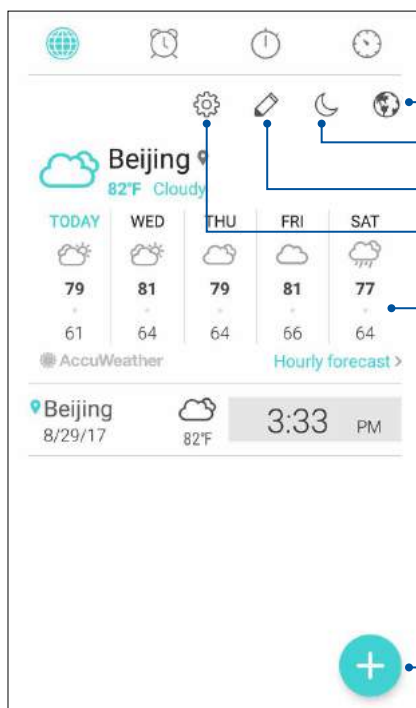 Beijing
82°F Cloudy
TODAY WED THU FRI SAT
79 81 79 81 77
61 64 64 66 64
AccuWeather Hourly forecast >
Beijing
8/29/17 82°F 3:33 PM